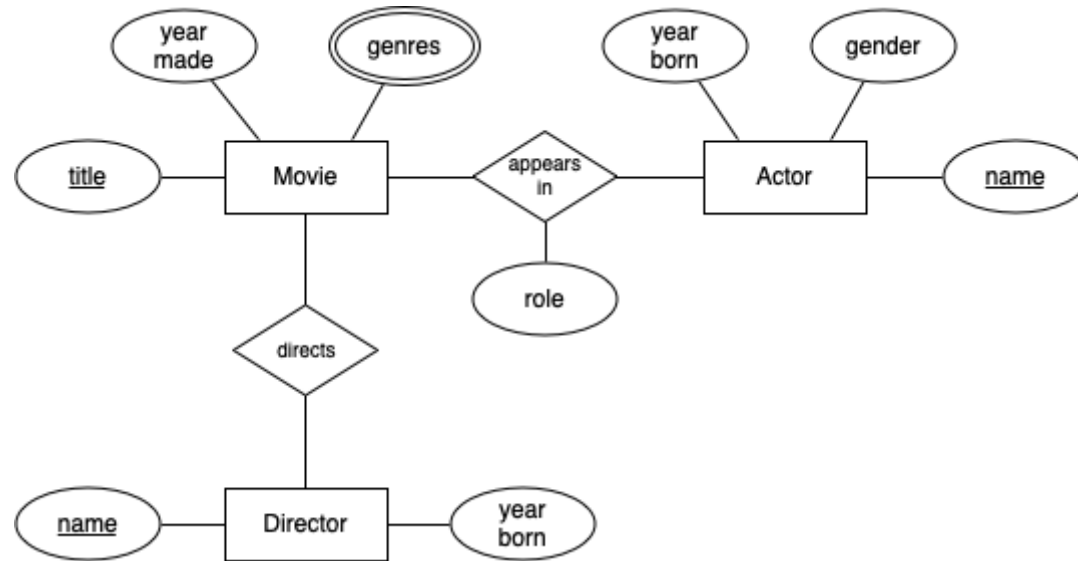 year
made
genres
year
born
gender
title
Movie
appears
in
Actor
name
role
directs
name
Director
year
born